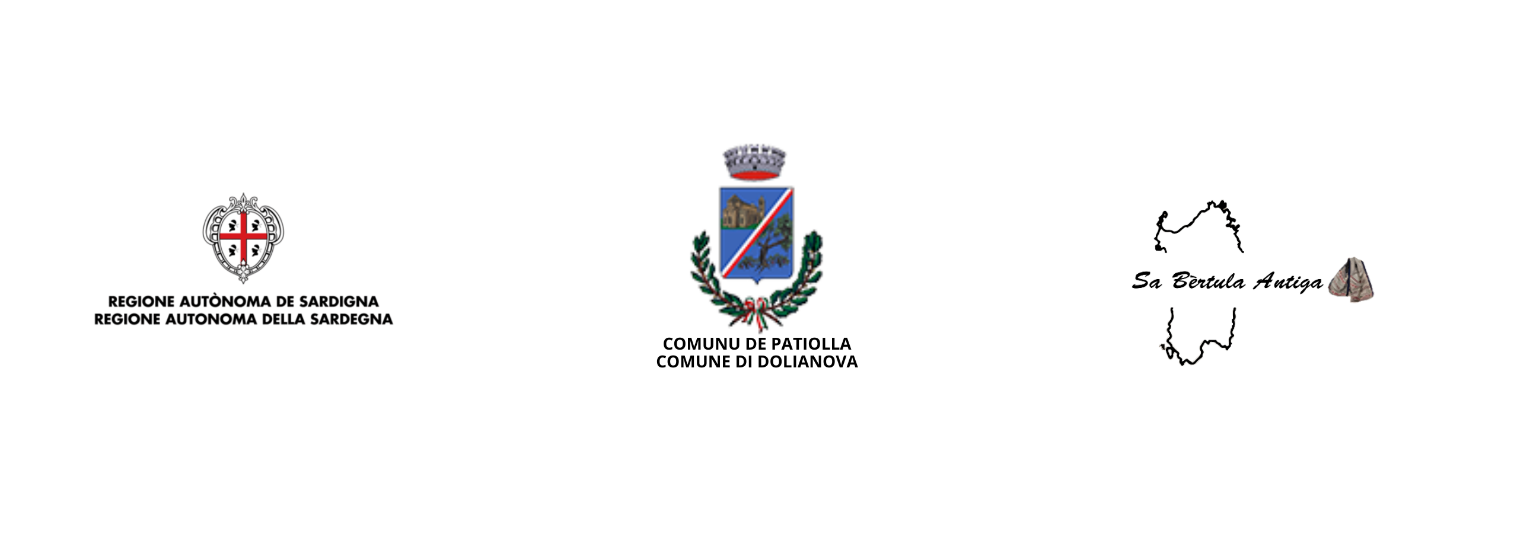 REGIONE AUTÒNOMA DE SARDIGNA
REGIONE AUTONOMA DELLA SARDEGNA
COMUNU DE PATIOLLA
COMUNE DI DOLIANOVA
Sa Bèrtula Antiga